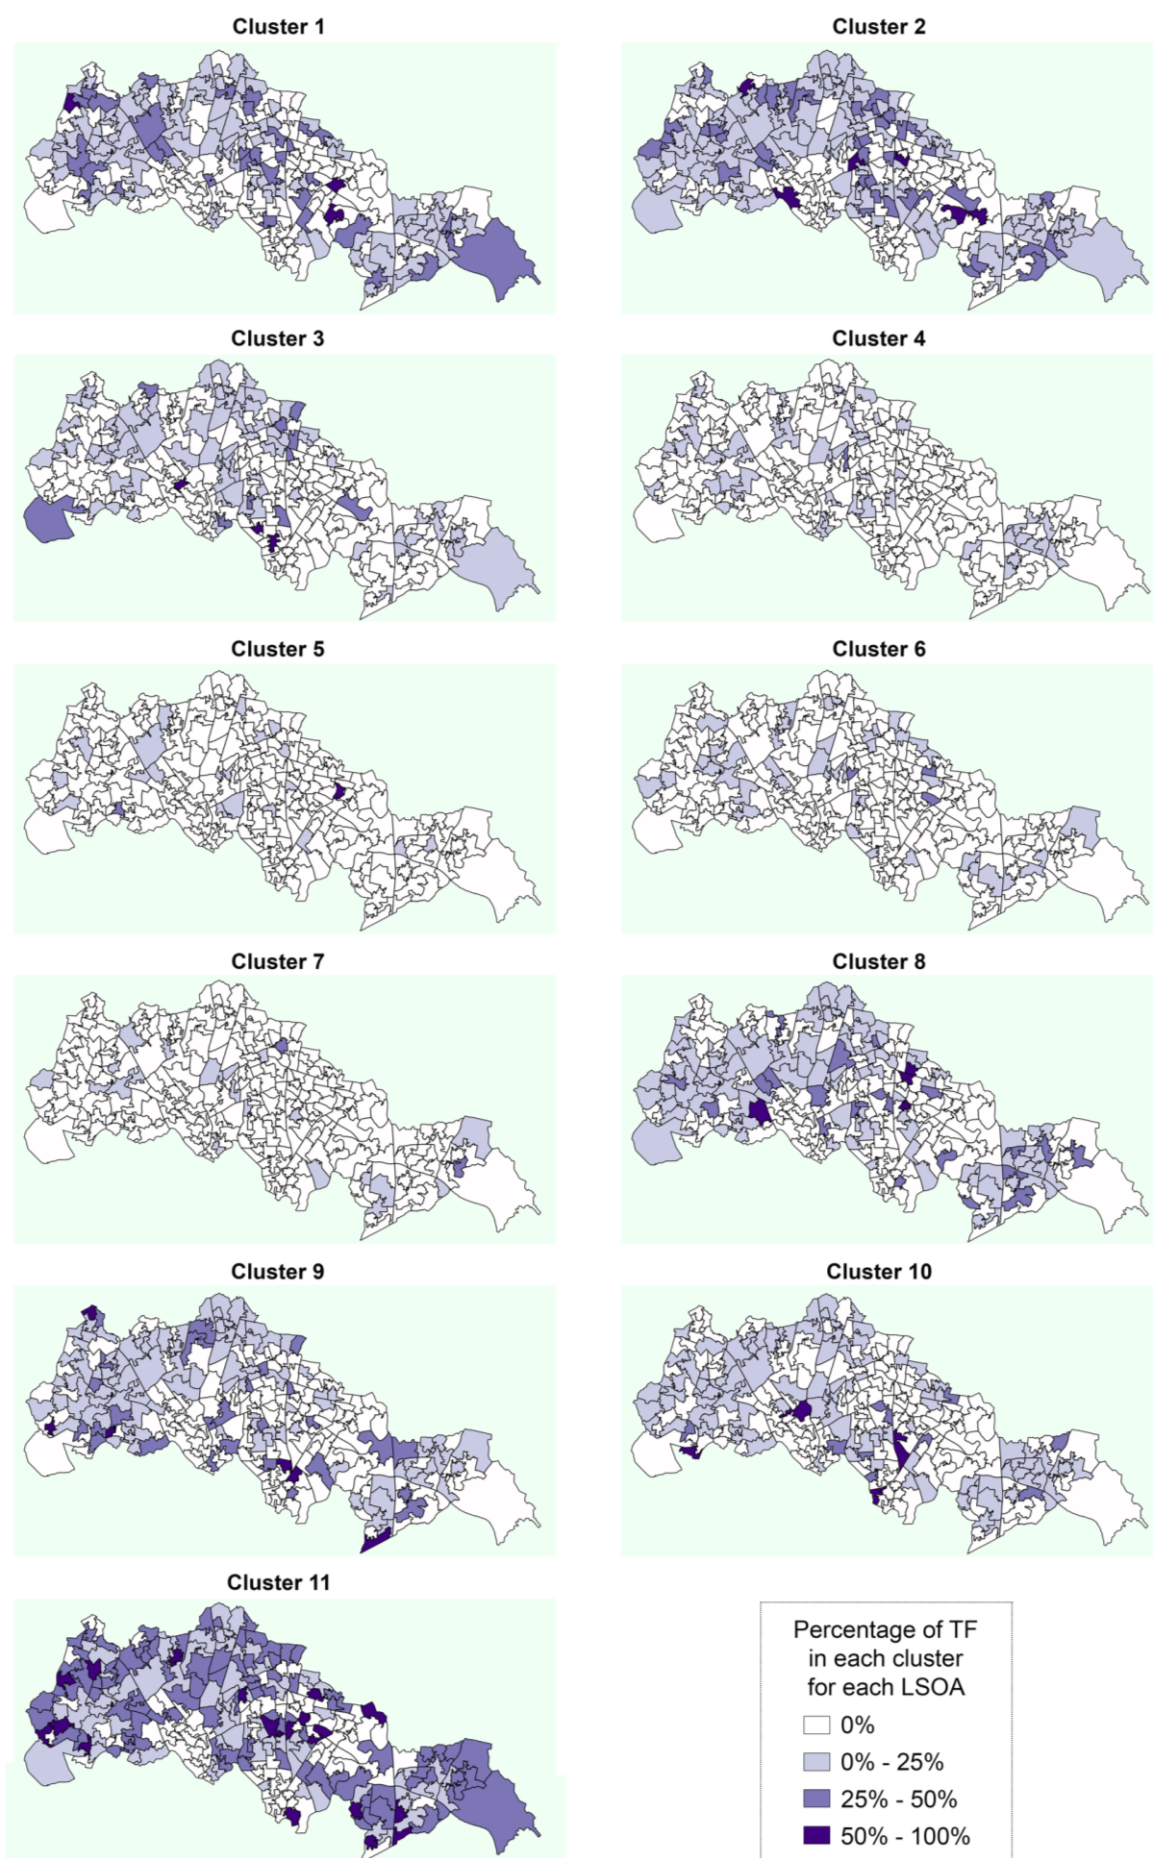 Cluster 1
Cluster 2
Cluster 3
Cluster 4
Cluster 5
Cluster 6
Cluster 7
Cluster 8
Cluster 9
Cluster 10
Cluster 11
Percentage of TF
in each cluster
for each LSOA
0%
0% - 25%
25% - 50%
50% - 100%